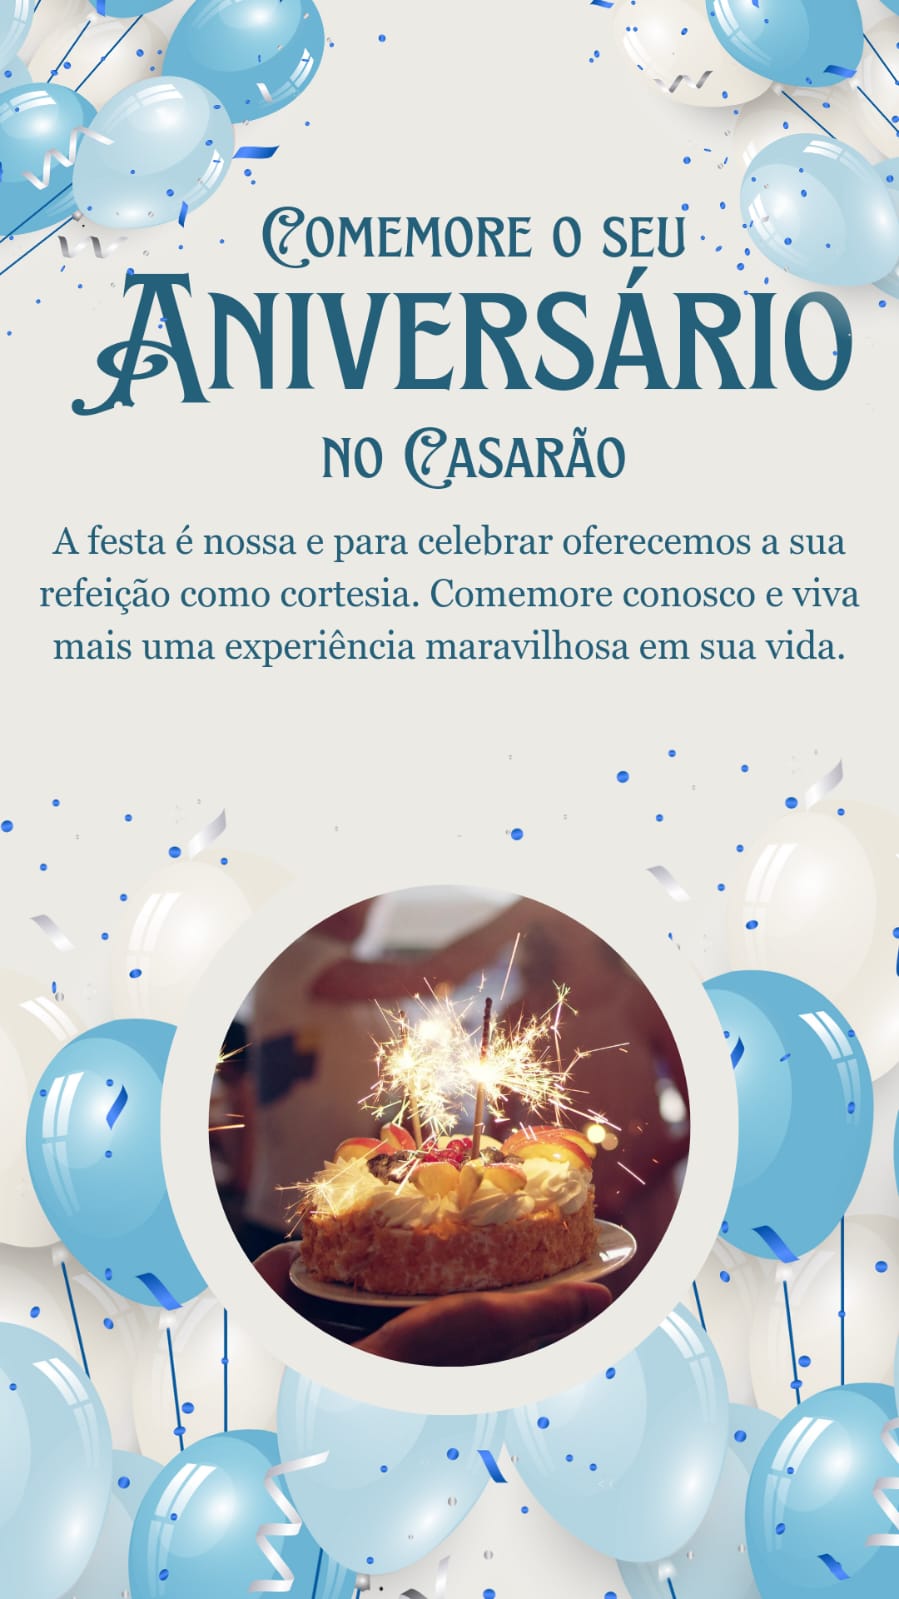 Comemore o seu
Aniversário
no Casarão
A festa é nossa e para celebrar oferecemos a sua
refeição como cortesia. Comemore conosco e viva
mais uma experiência maravilhosa em sua vida.